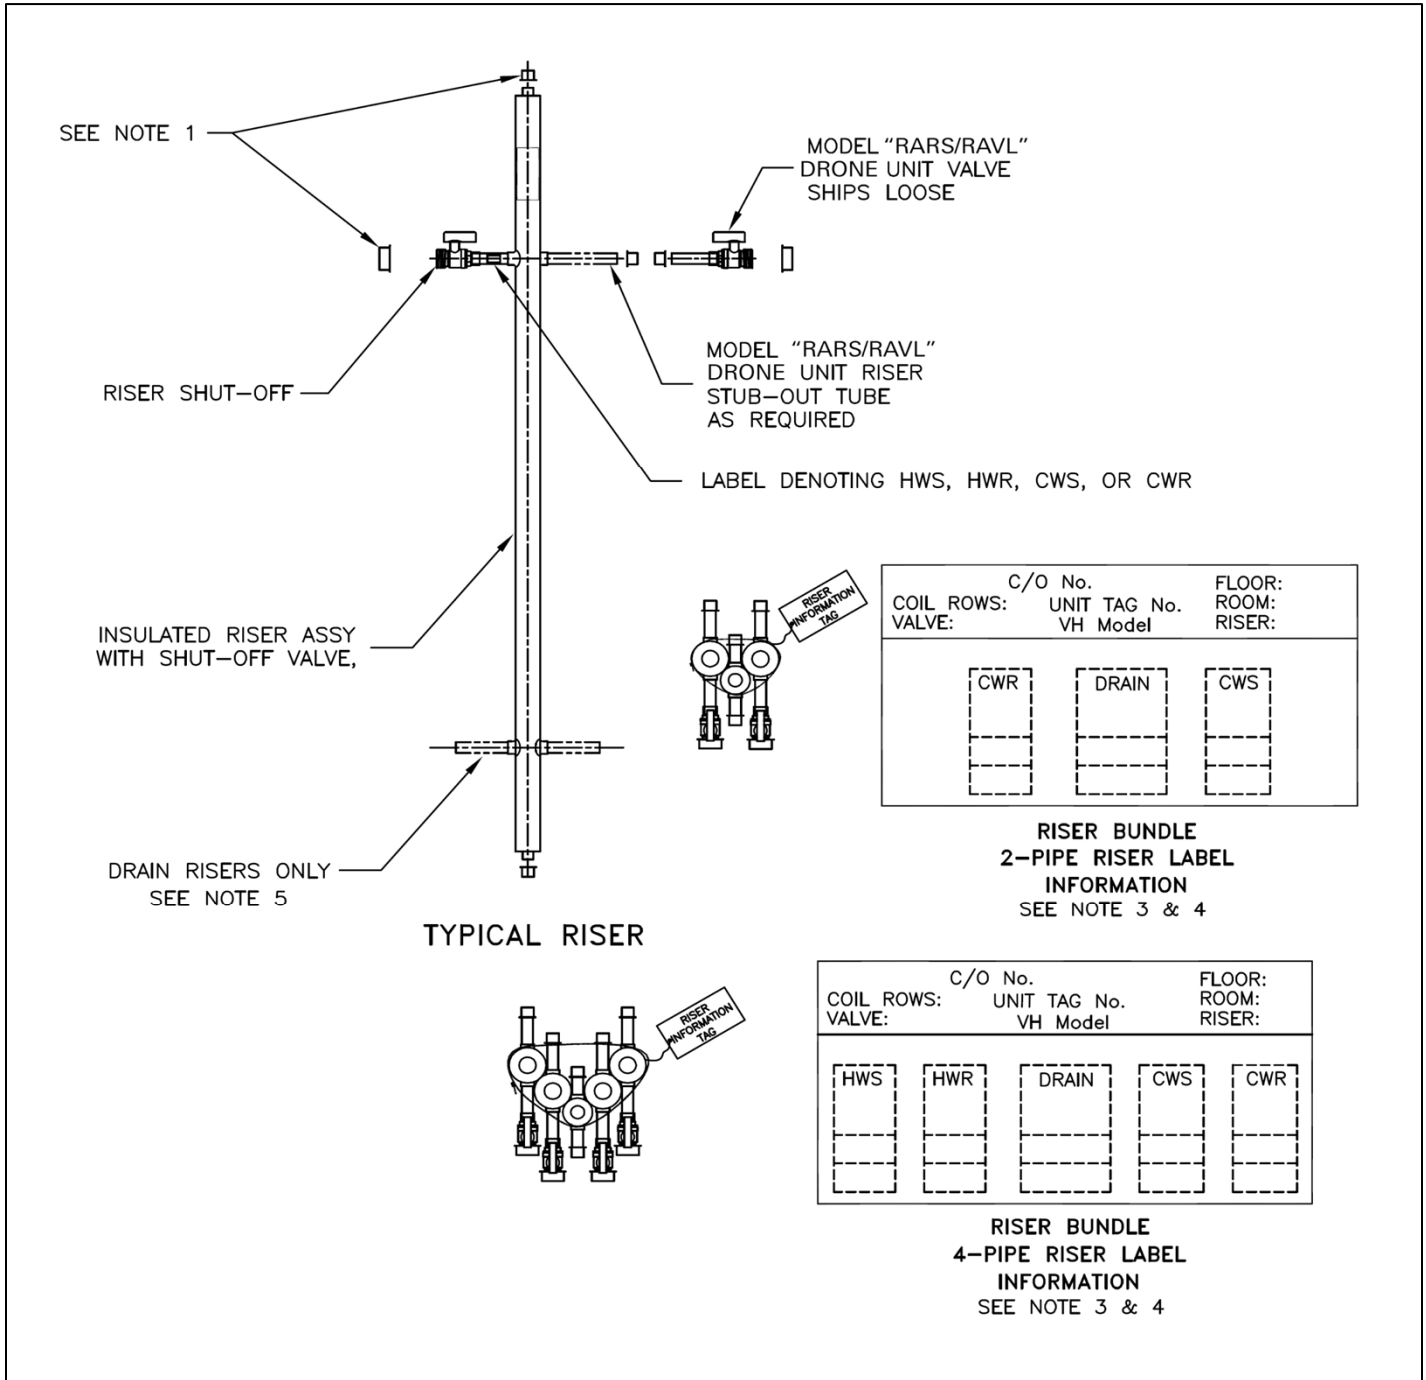 SEE NOTE 1
MODEL "RARS/RAVL"
DRONE UNIT VALVE
SHIPS LOOSE
RISER SHUT-OFF
MODEL "RARS/RAVL"
DRONE UNIT RISER
STUB-OUT TUBE
AS REQUIRED
LABEL DENOTING HWS, HWR, CWS, OR CWR
INSULATED RISER ASSY
WITH SHUT-OFF VALVE,
DRAIN RISERS ONLY
SEE NOTE 5
TYPICAL RISER
RISER
INFORMATION
TAG
C/O No. FLOOR:
COIL ROWS: UNIT TAG No. ROOM:
VALVE: VH Model RISER:
CWR DRAIN CWS
RISER BUNDLE
2-PIPE RISER LABEL
INFORMATION
SEE NOTE 3 & 4
RISER
INFORMATION
TAG
C/O No. FLOOR:
COIL ROWS: UNIT TAG No. ROOM:
VALVE: VH Model RISER:
HWS HWR DRAIN CWS CWR
RISER BUNDLE
4-PIPE RISER LABEL
INFORMATION
SEE NOTE 3 & 4